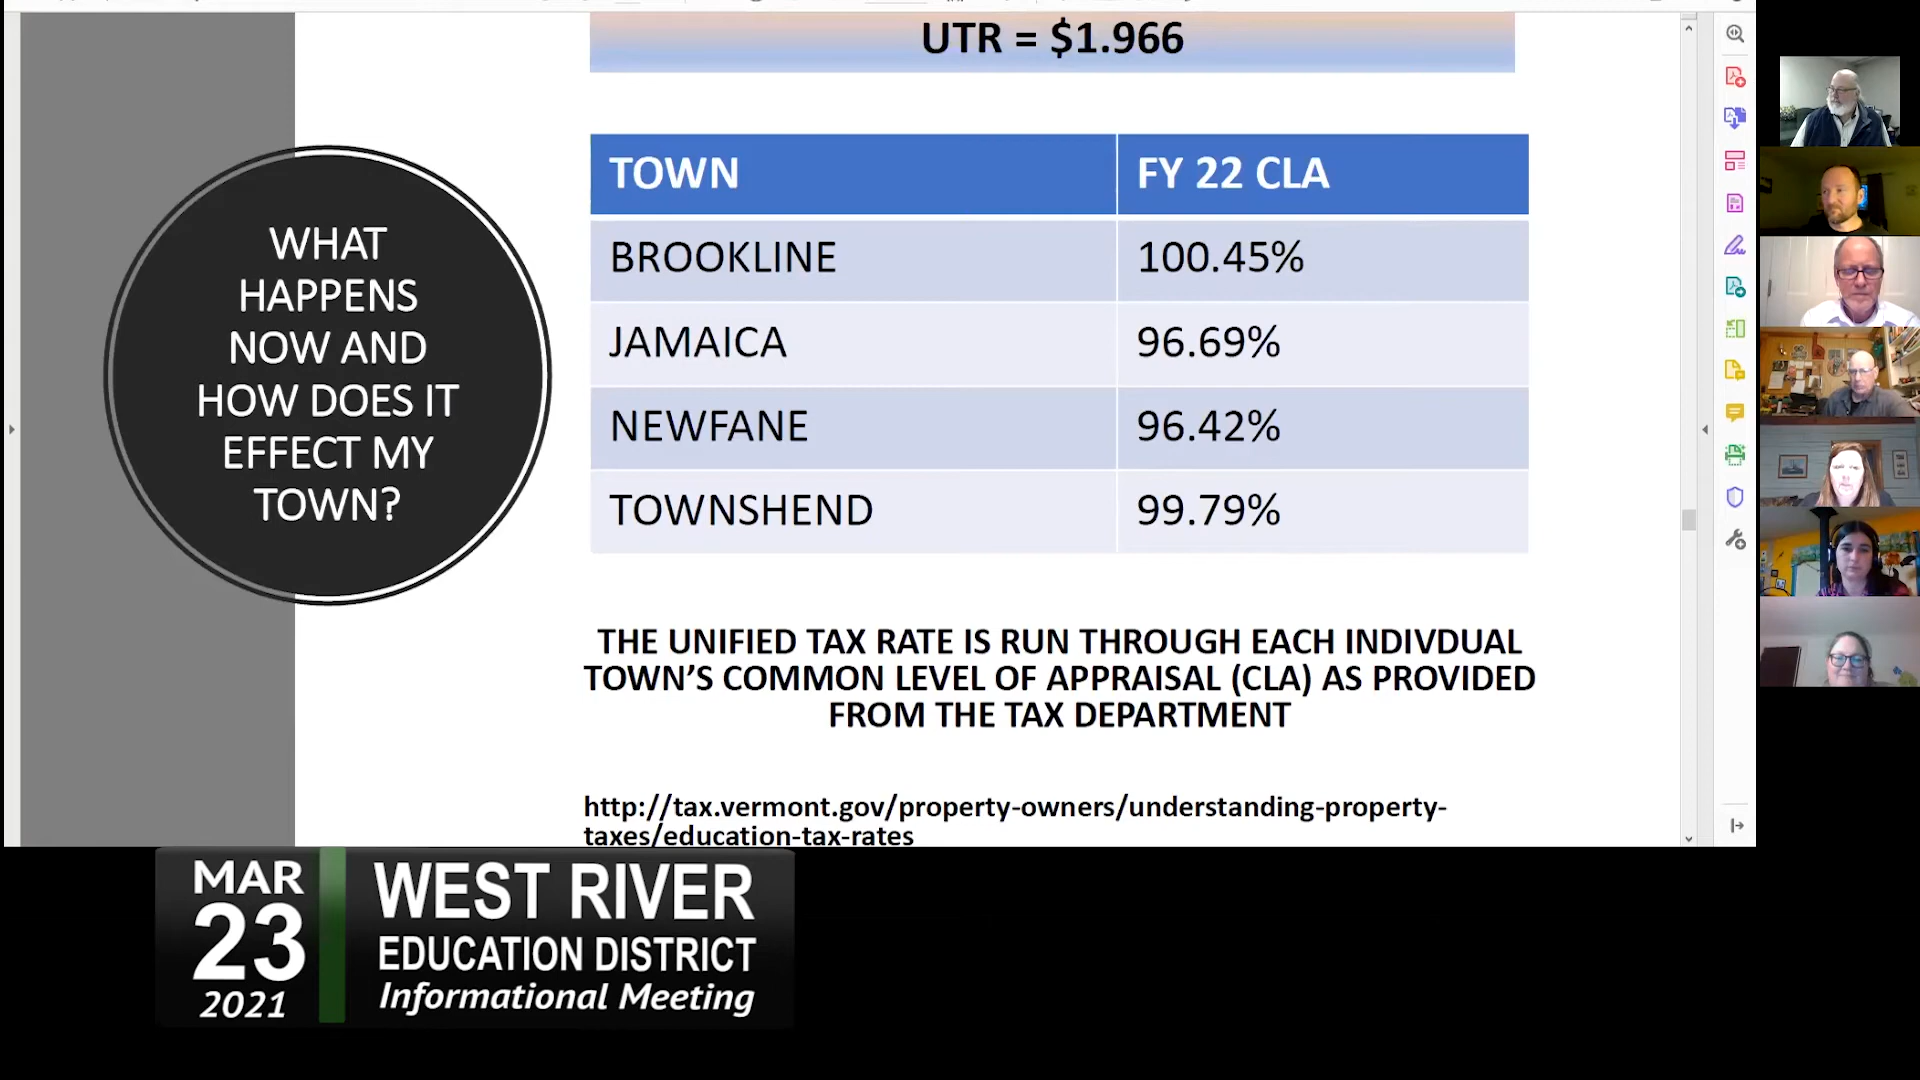 UTR = $1.966
WHAT
HAPPENS
NOW AND
HOW DOES IT
EFFECT MY
TOWN?
TOWN FY 22 CLA
BROOKLINE 100.45%
JAMAICA 96.69%
NEWFANE 96.42%
TOWNSHEND 99.79%
THE UNIFIED TAX RATE IS RUN THROUGH EACH INDIVDUAL
TOWN'S COMMON LEVEL OF APPRAISAL (CLA) AS PROVIDED
FROM THE TAX DEPARTMENT
http://tax.vermont.gov/property-owners/understanding-property-
taxes/education-tax-rates
MAR
23
2021
WEST RIVER
EDUCATION DISTRICT
Informational Meeting